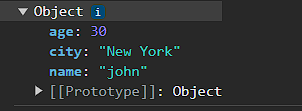 Object i
age: 30
city: "New York"
name: "john"
[[Prototype]]: Object